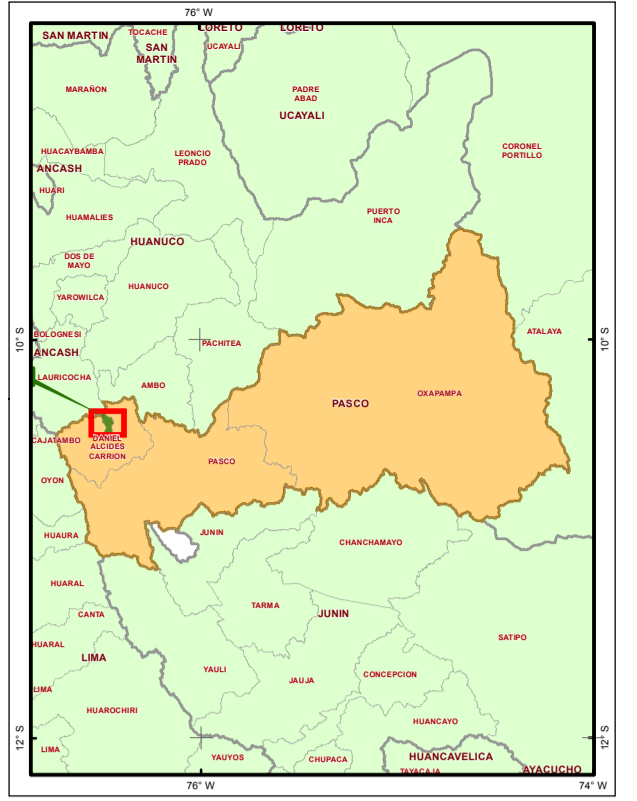 76° W
SAN MARTIN
TOCACHE
LORETO
LORETO
SAN
MARTIN
UCAYALI
MARAÑON
PADRE
ABAD
UCAYALI
HUACAYBAMBA
LEONCIO
PRADO
CORONEL
PORTILLO
ANCASH
HUARI
HUAMALIES
PUERTO
INCA
HUANUCO
DOS DE
MAYO
HUANUCO
YAROWILCA
BOLOGNESI
PACHITEA
ATALAYA
10° S
10° S
ANCASH
LAURICOCHA
AMBO
OXAPAMPA
PASCO
CAJATAMBO
DANIEL
ALCIDES
CARRION
PASCO
OYON
HUAURA
JUNIN
CHANCHAMAYO
HUARAL
TARMA
CANTA
JUNIN
SATIPO
HUARAL
LIMA
YAULI
CONCEPCION
JAUJA
LIMA
HUAROCHIRI
HUANCAYO
12° S
12° S
LIMA
YAUYOS
CHUPACA
HUANCAVELICA
TAYACAJA
AYACUCHO
76° W
74° W